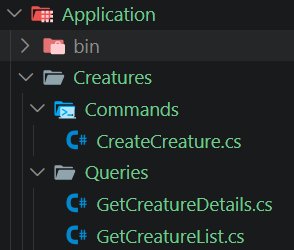 Application
bin
Creatures
Commands
CreateCreature.cs
Queries
GetCreatureDetails.cs
GetCreatureList.cs